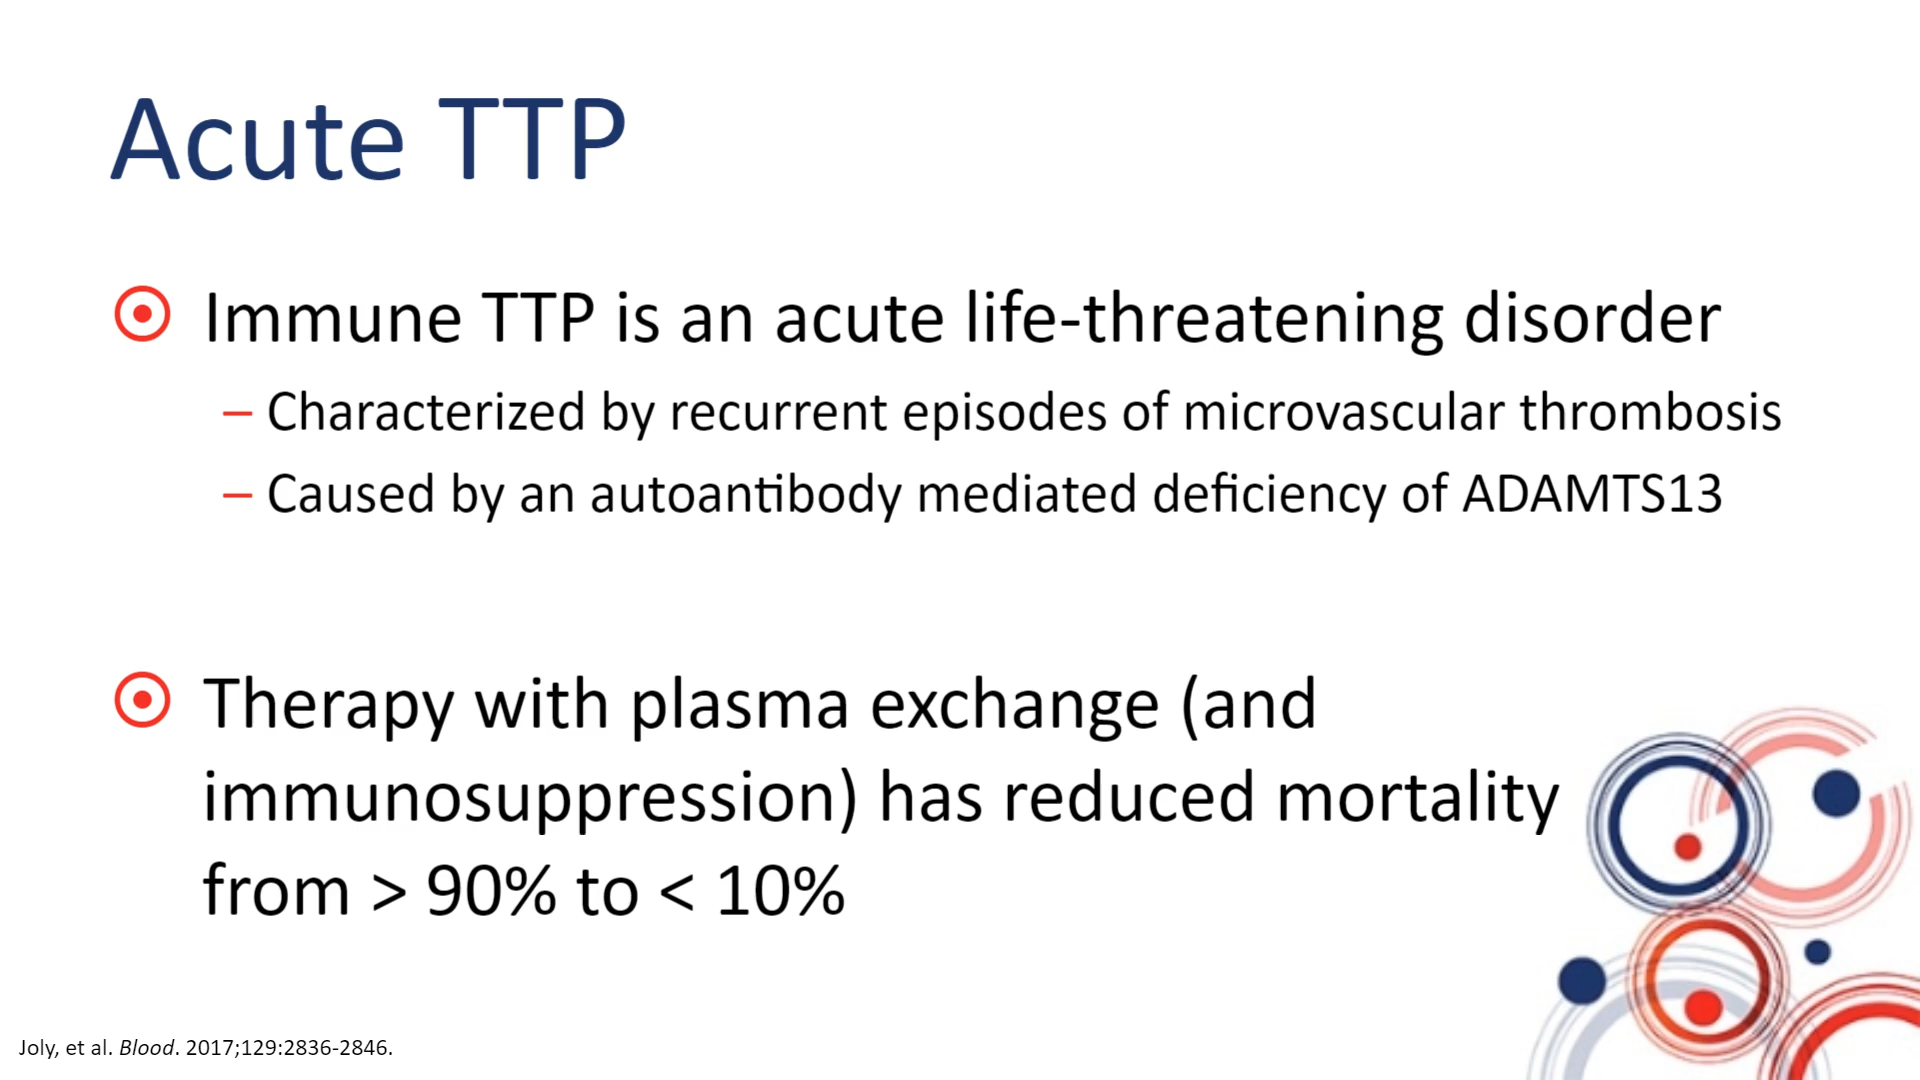 Acute TTP
Immune TTP is an acute life-threatening disorder
– Characterized by recurrent episodes of microvascular thrombosis
– Caused by an autoantibody mediated deficiency of ADAMTS13
Therapy with plasma exchange (and
immunosuppression) has reduced mortality
from > 90% to < 10%
Joly, et al. Blood. 2017;129:2836-2846.